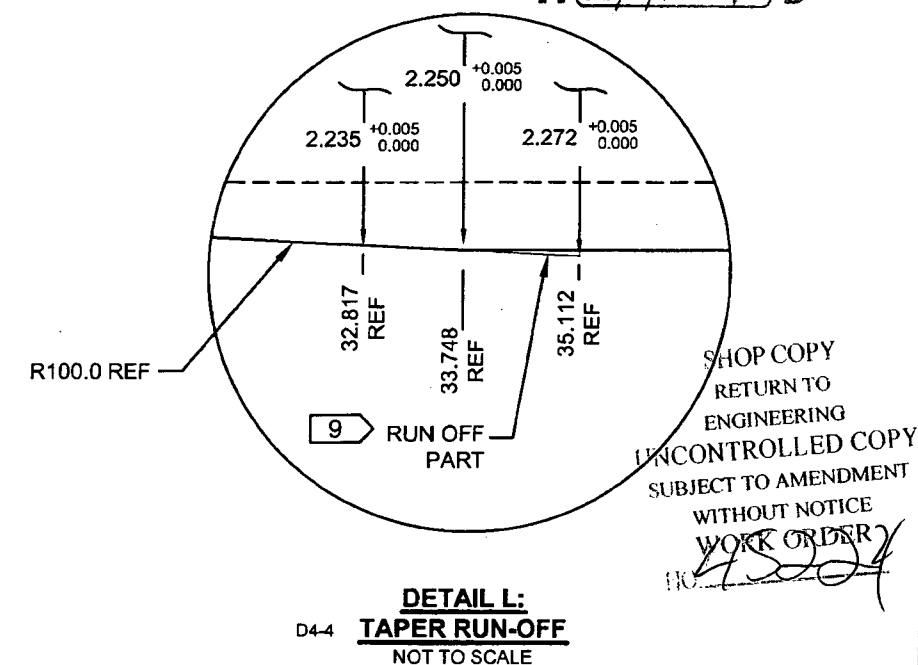 2.250 +0.005 0.000
2.235 +0.005 0.000
2.272 +0.005 0.000
32.817 REF
33.748 REF
35.112 REF
R100.0 REF
9 RUN OFF
PART
SHOP COPY
RETURN TO
ENGINEERING
UNCONTROLLED COPY
SUBJECT TO AMENDMENT
WITHOUT NOTICE
WORK ORDER
NO. 45224
DETAIL L:
D4-4 TAPER RUN-OFF
NOT TO SCALE